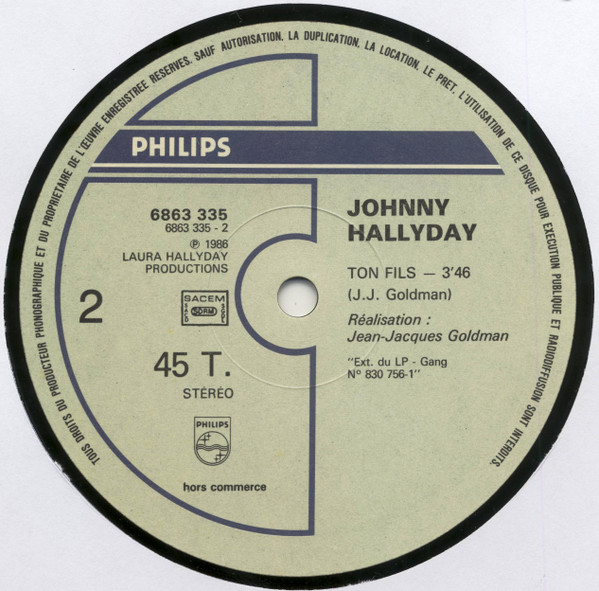 TOUS DROITS DU PRODUCTEUR PHONOGRAPHIQUE ET DU PROPRIETAIRE DE L'ŒUVRE ENREGISTREE RESERVES. SAUF AUTORISATION, LA DUPLICATION, LA LOCATION, LE PRET, L'UTILISATION DE CE DISQUE POUR EXECUTION PUBLIQUE ET RADIODIFFUSION SONT INTERDITS.
PHILIPS
6863 335
6863 335 - 2
℗ 1986
LAURA HALLYDAY
PRODUCTIONS
2
SACEM
SACD
SDRM
SGDL
45 T.
STÉRÉO
PHILIPS
hors commerce
JOHNNY
HALLYDAY
TON FILS — 3'46
(J.J. Goldman)
Réalisation :
Jean-Jacques Goldman
"Ext. du LP - Gang
Nº 830 756-1"